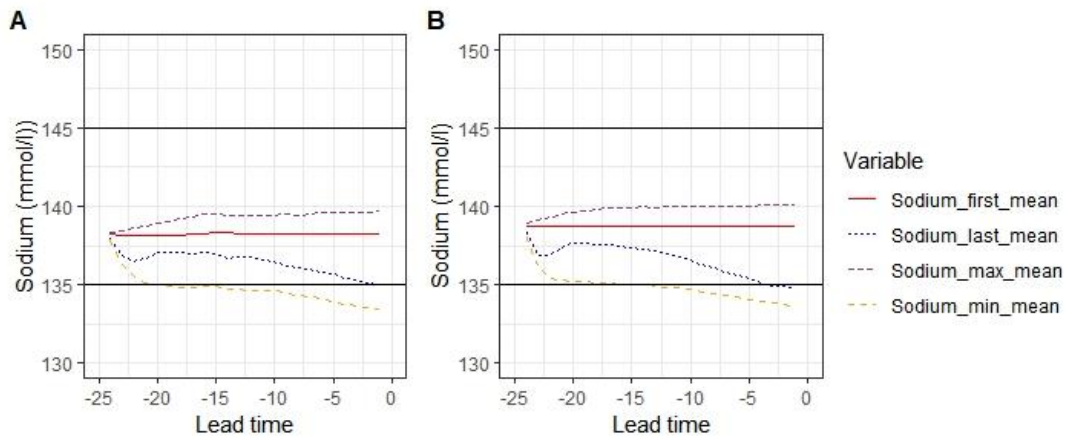 A
B
150
145
140
135
130
Sodium (mmol/l))
-25 -20 -15 -10 -5 0
Lead time
150
145
140
135
130
Sodium (mmol/l)
-25 -20 -15 -10 -5 0
Lead time
Variable
Sodium_first_mean
Sodium_last_mean
Sodium_max_mean
Sodium_min_mean